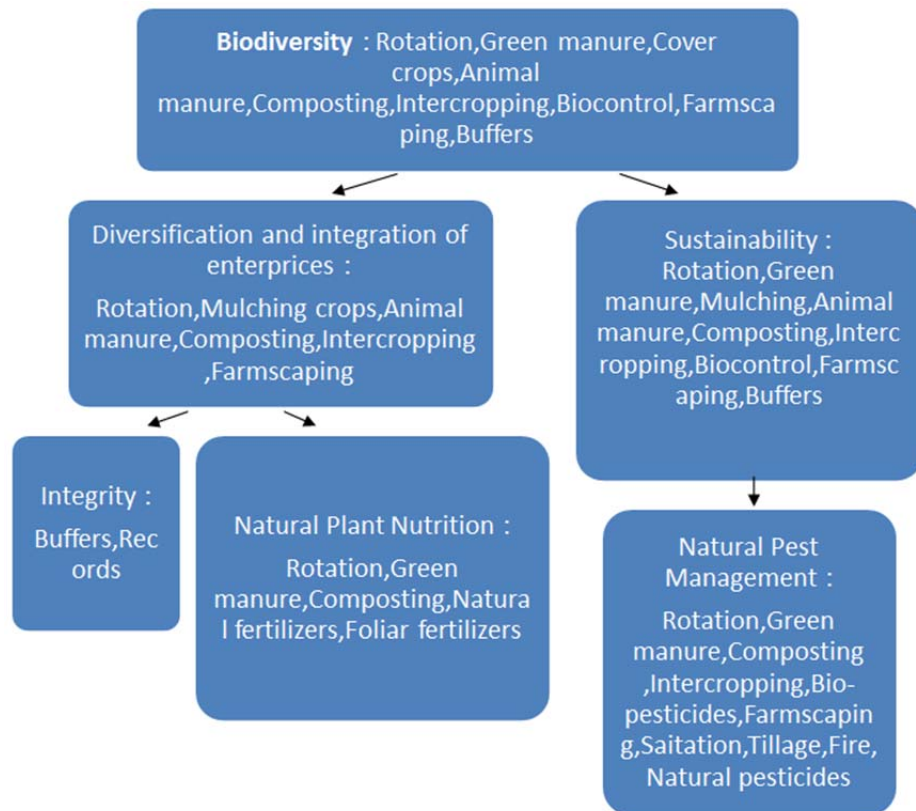 Biodiversity : Rotation,Green manure,Cover
crops,Animal
manure,Composting,Intercropping,Biocontrol,Farmsca
ping,Buffers
Diversification and integration of
enterprices :
Rotation,Mulching crops,Animal
manure,Composting,Intercropping
,Farmscaping
Sustainability :
Rotation,Green
manure,Mulching,Animal
manure,Composting,Interc
ropping,Biocontrol,Farmsc
aping,Buffers
Integrity :
Buffers,Rec
ords
Natural Plant Nutrition :
Rotation,Green
manure,Composting,Natura
l fertilizers,Foliar fertilizers
Natural Pest
Management :
Rotation,Green
manure,Composting
,Intercropping,Bio-
pesticides,Farmscapin
g,Saitation,Tillage,Fire,
Natural pesticides